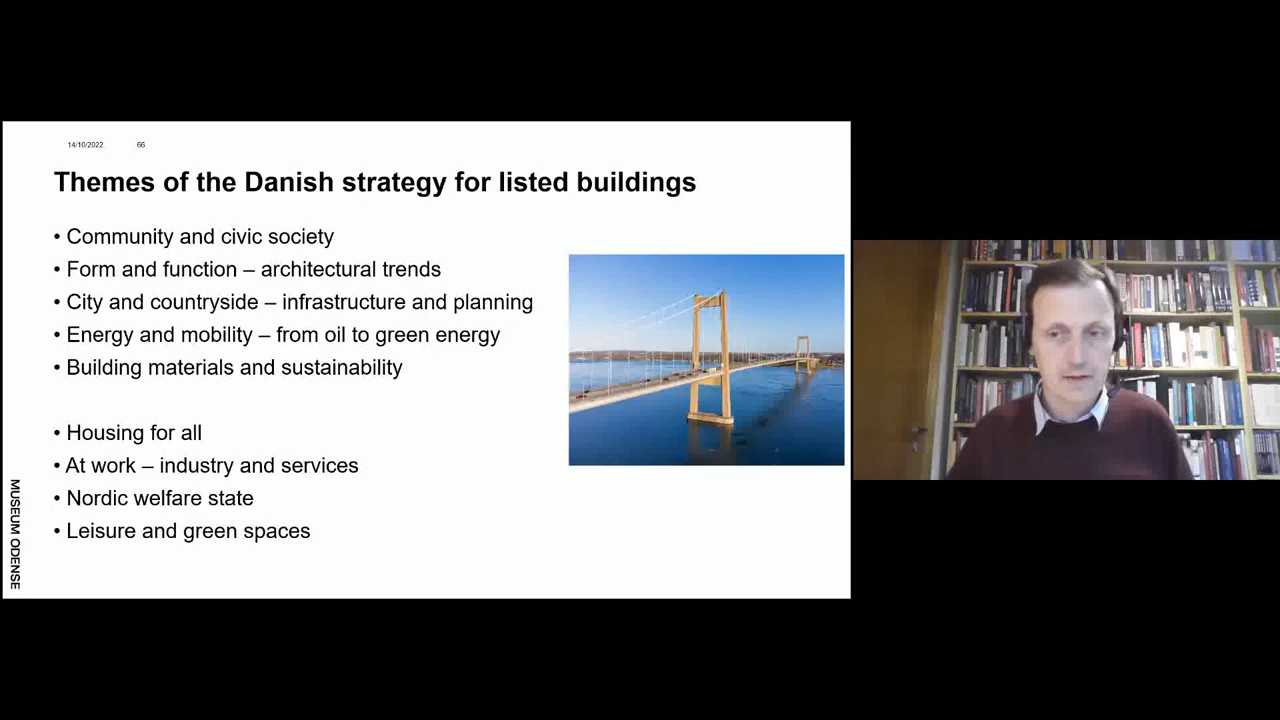 14/10/2022 66
Themes of the Danish strategy for listed buildings
• Community and civic society
• Form and function – architectural trends
• City and countryside – infrastructure and planning
• Energy and mobility – from oil to green energy
• Building materials and sustainability
• Housing for all
• At work – industry and services
• Nordic welfare state
• Leisure and green spaces
MUSEUM ODENSE